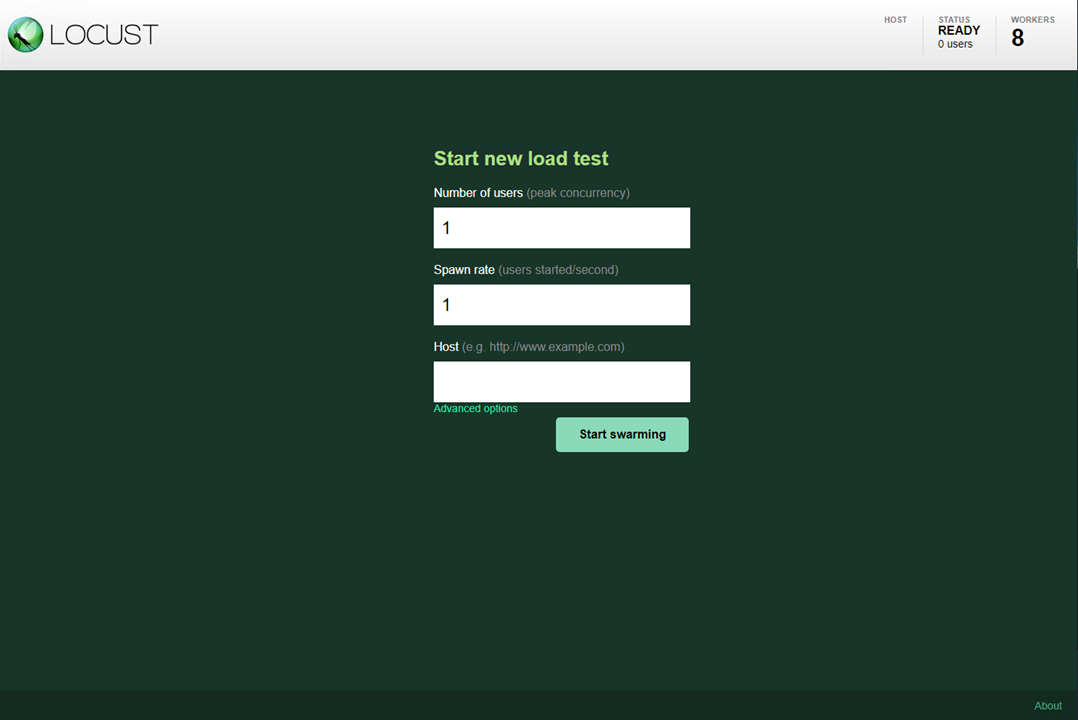 LOCUST
HOST
STATUS
READY
0 users
WORKERS
8
Start new load test
Number of users (peak concurrency)
1
Spawn rate (users started/second)
1
Host (e.g. http://www.example.com)
Advanced options
Start swarming
About